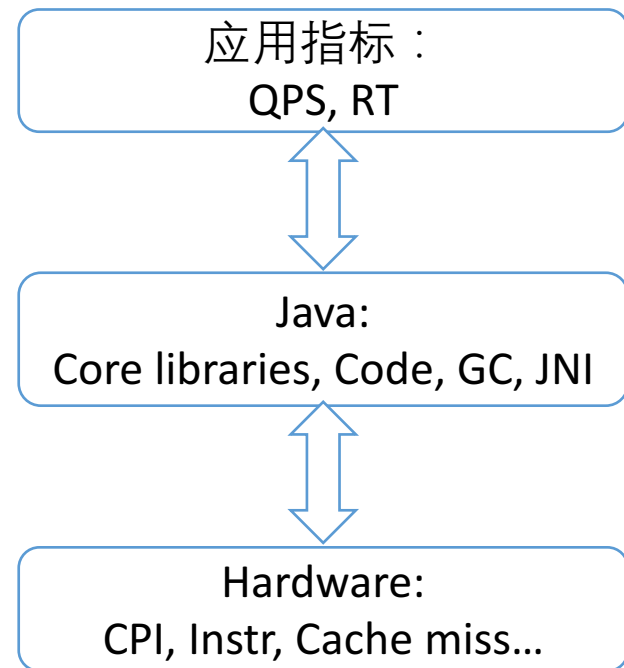 应用指标：
QPS, RT
Java:
Core libraries, Code, GC, JNI
Hardware:
CPI, Instr, Cache miss...